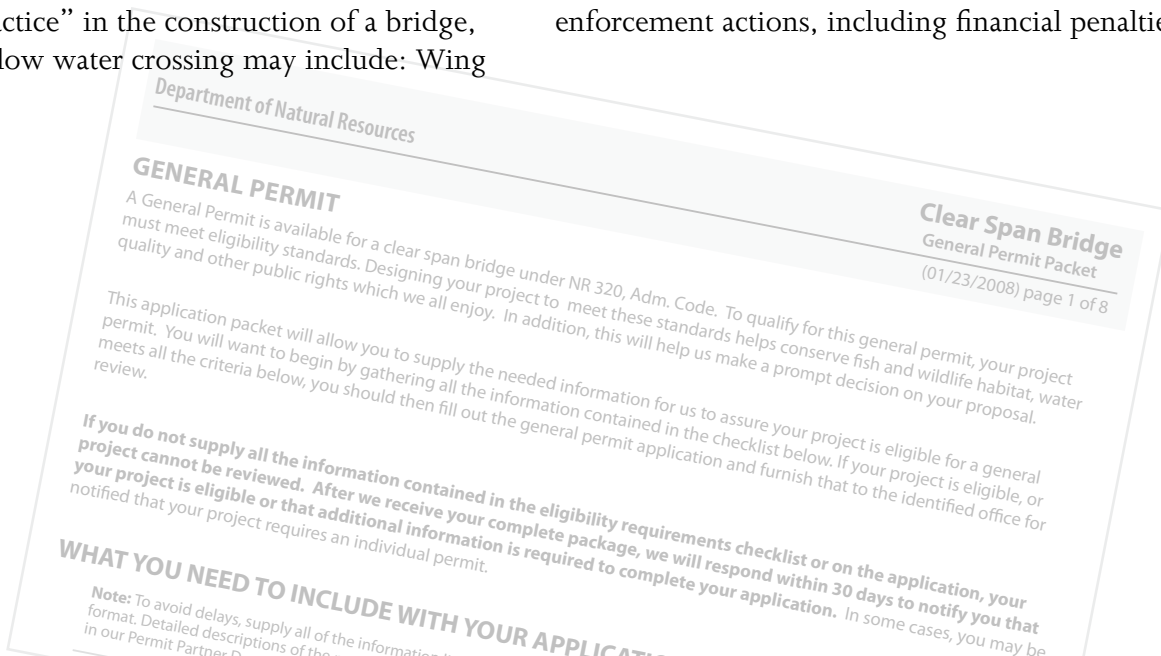 ctice” in the construction of a bridge,
low water crossing may include: Wing
enforcement actions, including financial penaltie
Department of Natural Resources
Clear Span Bridge
General Permit Packet
(01/23/2008) page 1 of 8
GENERAL PERMIT
A General Permit is available for a clear span bridge under NR 320, Adm. Code. To qualify for this general permit, your project
must meet eligibility standards. Designing your project to meet these standards helps conserve fish and wildlife habitat, water
quality and other public rights which we all enjoy. In addition, this will help us make a prompt decision on your proposal.
This application packet will allow you to supply the needed information for us to assure your project is eligible for a general
permit. You will want to begin by gathering all the information contained in the checklist below. If your project is eligible, or
meets all the criteria below, you should then fill out the general permit application and furnish that to the identified office for
review.
If you do not supply all the information contained in the eligibility requirements checklist or on the application, your
project cannot be reviewed. After we receive your complete package, we will respond within 30 days to notify you that
your project is eligible or that additional information is required to complete your application. In some cases, you may be
notified that your project requires an individual permit.
WHAT YOU NEED TO INCLUDE WITH YOUR APPLICATI
Note: To avoid delays, supply all of the information
format. Detailed descriptions of the
in our Permit Partner